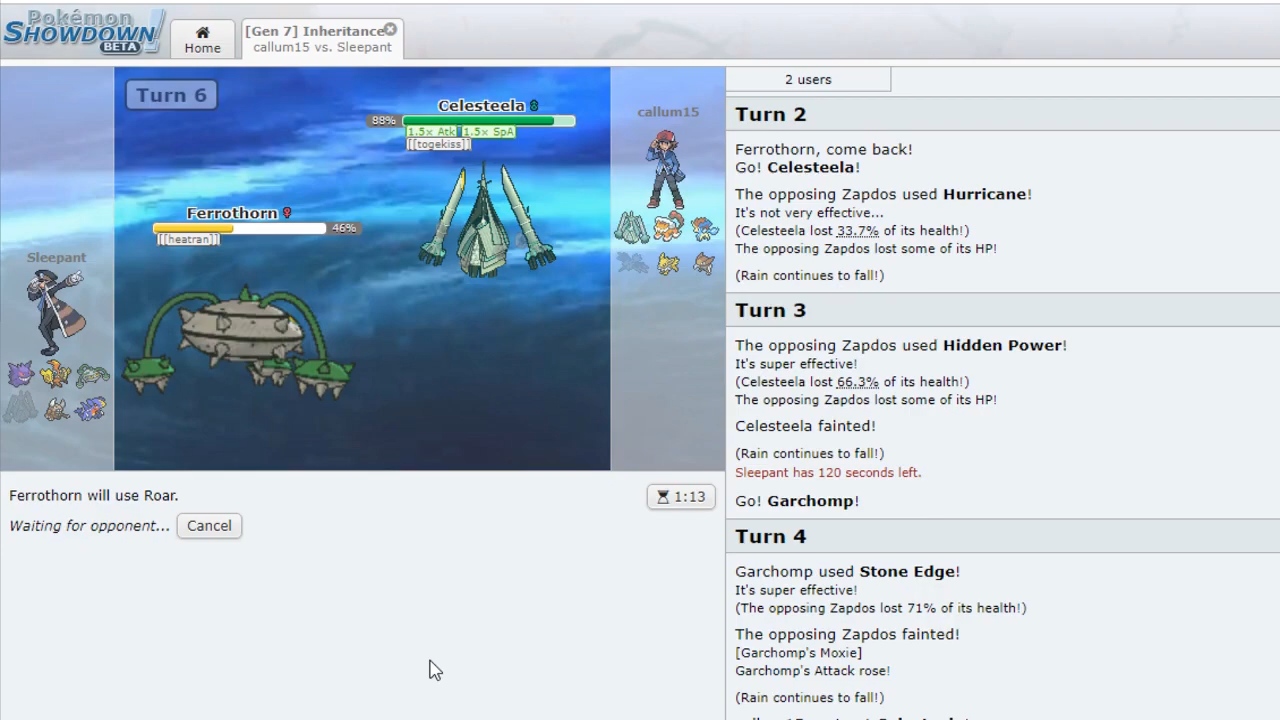 Pokémon
SHOWDOWN!
BETA
Home
[Gen 7] Inheritance
callum15 vs. Sleepant
Turn 6
Celesteela
88%
1.5x Atk 1.5x SpA
[[togekiss]]
Ferrothorn
46%
[[heatran]]
Sleepant
callum15
Ferrothorn will use Roar.
1:13
Waiting for opponent... Cancel
2 users
Turn 2
Ferrothorn, come back!
Go! Celesteela!
The opposing Zapdos used Hurricane!
It's not very effective...
(Celesteela lost 33.7% of its health!)
The opposing Zapdos lost some of its HP!
(Rain continues to fall!)
Turn 3
The opposing Zapdos used Hidden Power!
It's super effective!
(Celesteela lost 66.3% of its health!)
The opposing Zapdos lost some of its HP!
Celesteela fainted!
(Rain continues to fall!)
Sleepant has 120 seconds left.
Go! Garchomp!
Turn 4
Garchomp used Stone Edge!
It's super effective!
(The opposing Zapdos lost 71% of its health!)
The opposing Zapdos fainted!
[Garchomp's Moxie]
Garchomp's Attack rose!
(Rain continues to fall!)